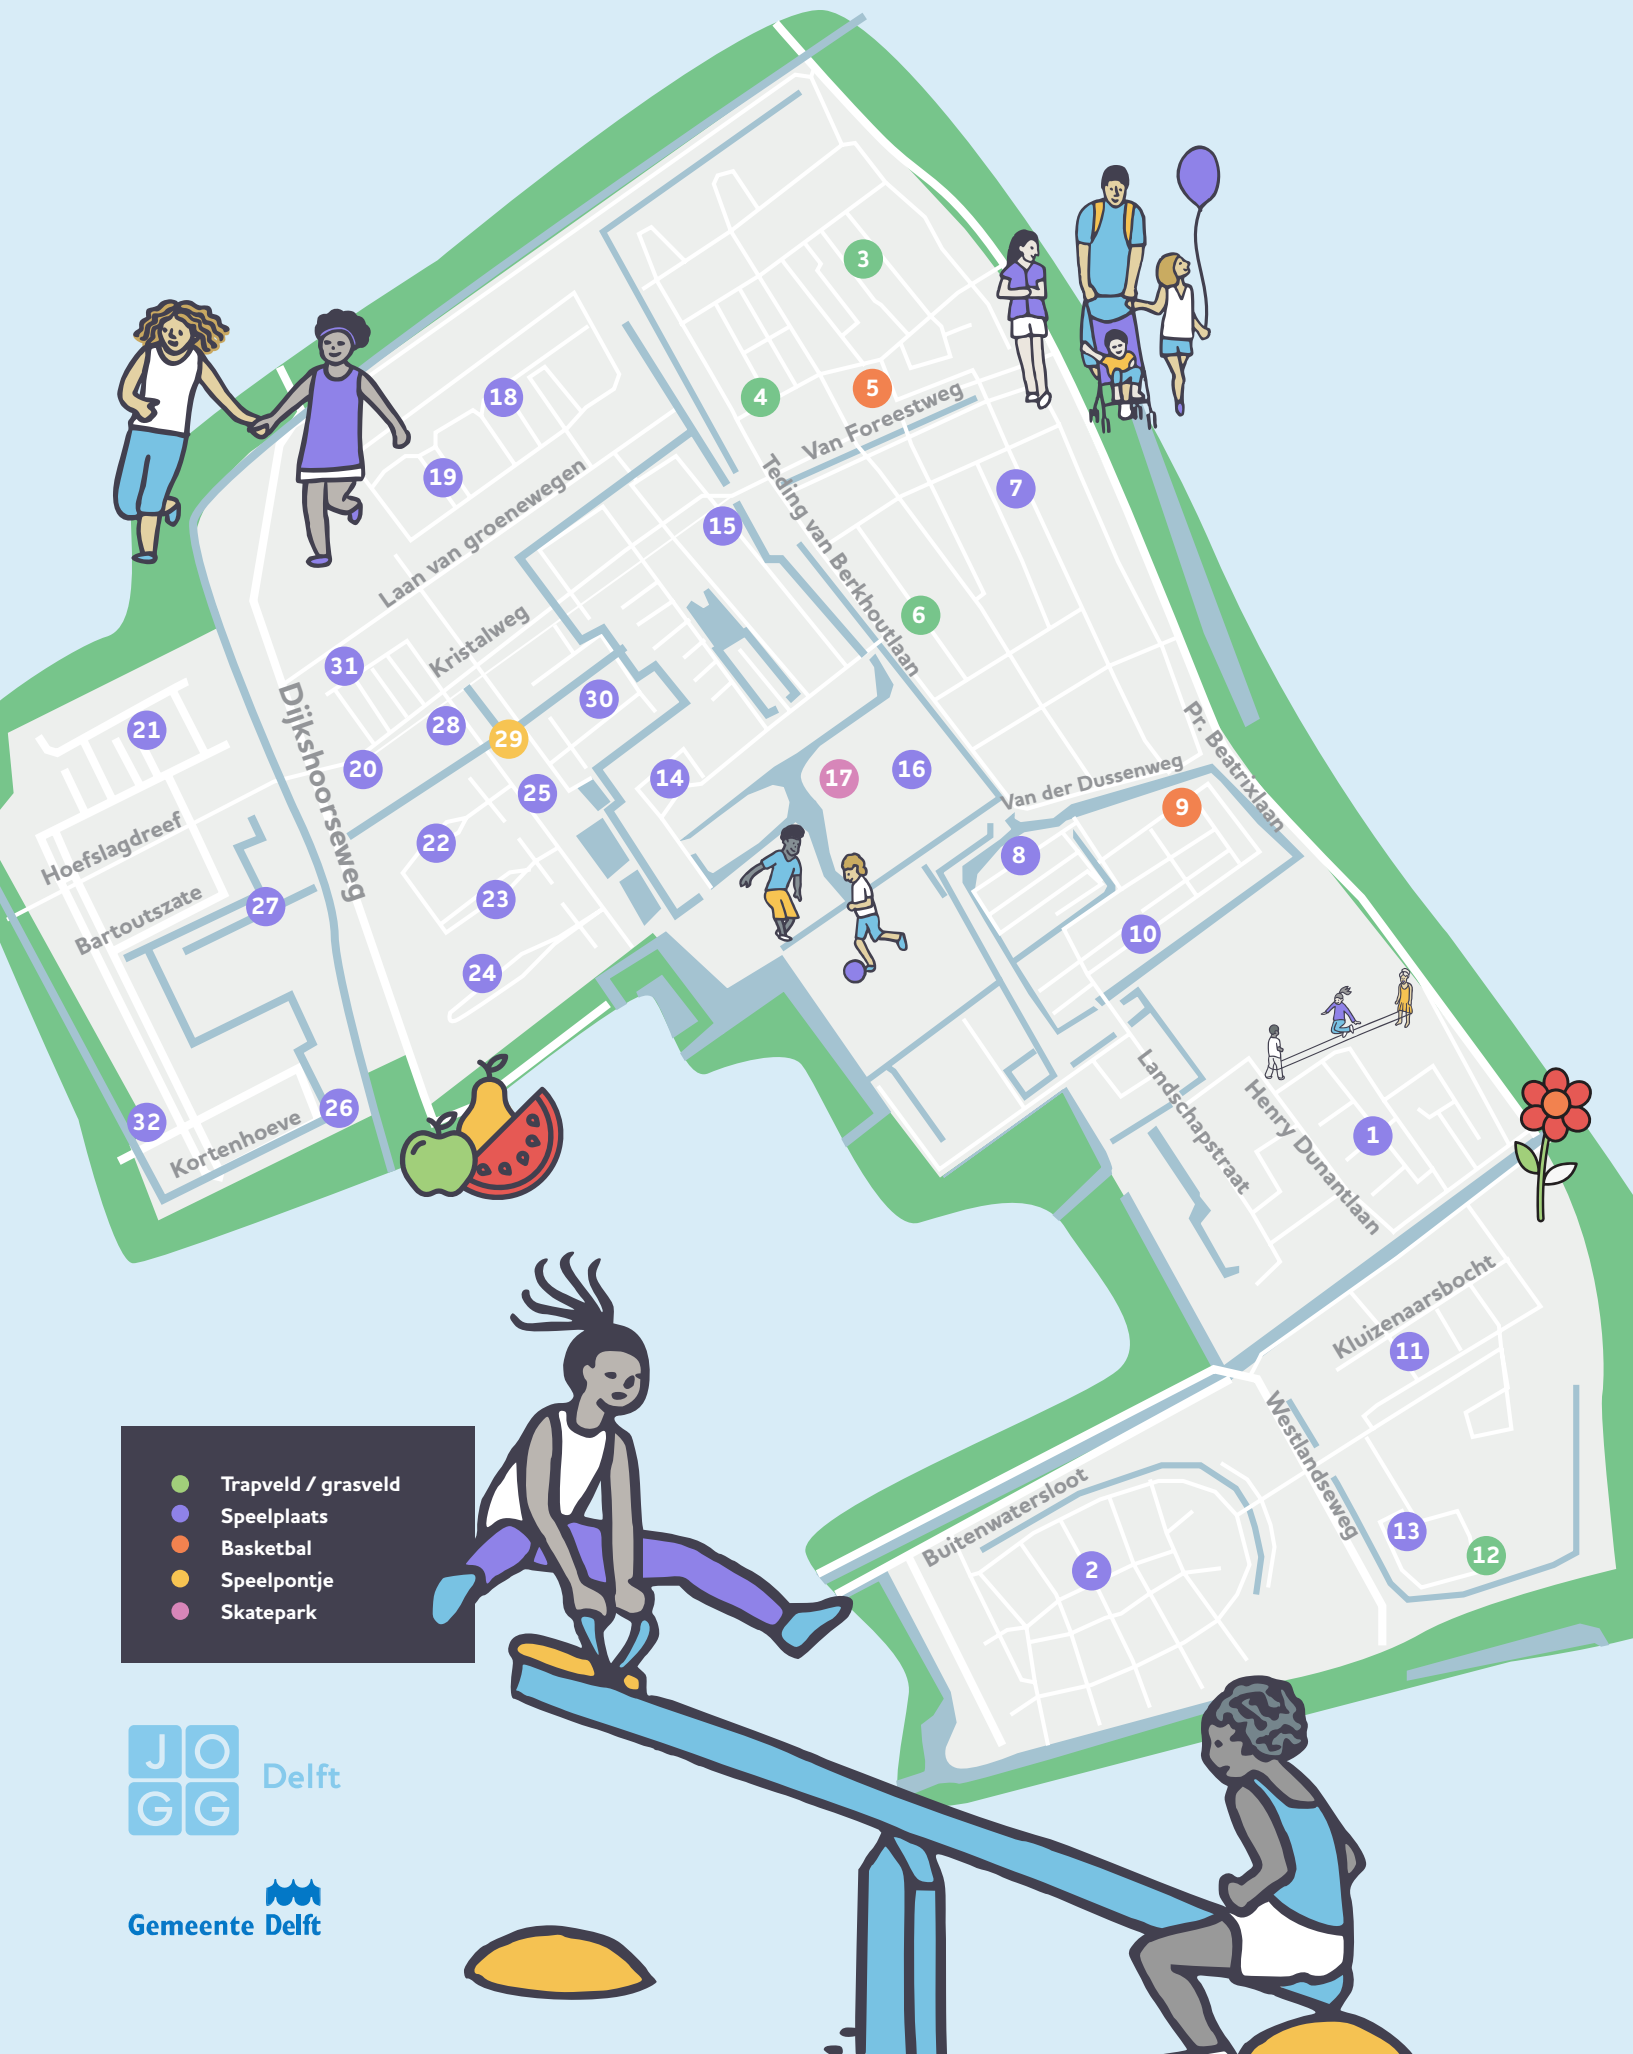 3
5
4
Van Foreestweg
18
19
Laan van groenewegen
7
15
Teding van Berkhoutlaan
6
Kristalweg
31
30
21
28
29
Dijkshoorseweg
20
14
17
16
25
Pr. Beatrixlaan
Van der Dussenweg
9
Hoefslagdreef
22
8
Bartoutszate
27
23
10
24
32
26
Kortenhoeve
Landschapstraat
Henry Dunantlaan
1
Kluizenaarsbocht
11
Westlandseweg
Buitenwatersloot
13
12
2
Trapveld / grasveld
Speelplaats
Basketbal
Speelpontje
Skatepark
JO
GG
Delft
Gemeente Delft